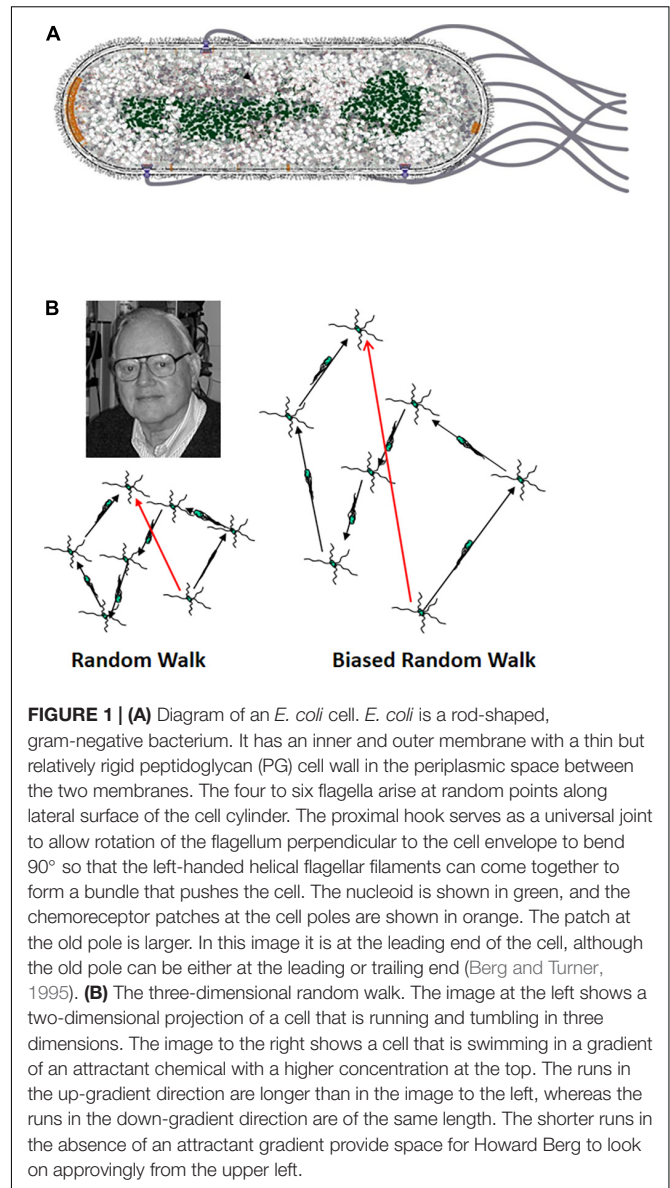 A
B
Random Walk
Biased Random Walk
FIGURE 1 | (A) Diagram of an E. coli cell. E. coli is a rod-shaped,
gram-negative bacterium. It has an inner and outer membrane with a thin but
relatively rigid peptidoglycan (PG) cell wall in the periplasmic space between
the two membranes. The four to six flagella arise at random points along
lateral surface of the cell cylinder. The proximal hook serves as a universal joint
to allow rotation of the flagellum perpendicular to the cell envelope to bend
90° so that the left-handed helical flagellar filaments can come together to
form a bundle that pushes the cell. The nucleoid is shown in green, and the
chemoreceptor patches at the cell poles are shown in orange. The patch at
the old pole is larger. In this image it is at the leading end of the cell, although
the old pole can be either at the leading or trailing end (Berg and Turner,
1995). (B) The three-dimensional random walk. The image at the left shows a
two-dimensional projection of a cell that is running and tumbling in three
dimensions. The image to the right shows a cell that is swimming in a gradient
of an attractant chemical with a higher concentration at the top. The runs in
the up-gradient direction are longer than in the image to the left, whereas the
runs in the down-gradient direction are of the same length. The shorter runs in
the absence of an attractant gradient provide space for Howard Berg to look
on approvingly from the upper left.